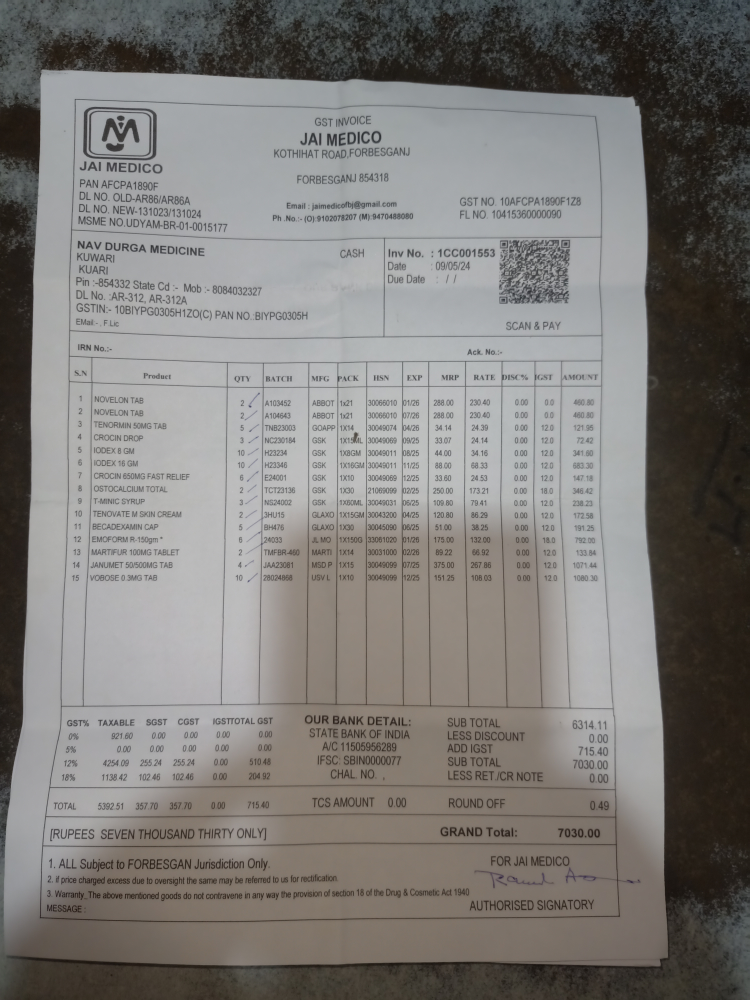 GST INVOICE
JAI MEDICO
KOTHIHAT ROAD,FORBESGANJ
FORBESGANJ 854318
JAI MEDICO
PAN AFCPA1890F
DL NO. OLD-AR86/AR86A
DL NO. NEW-131023/131024
MSME NO.UDYAM-BR-01-0015177
Email : jaimedicofbj@gmail.com
Ph .No.:- (O):9102078207 (M):9470488080
GST NO. 10AFCPA1890F1Z8
FL NO. 10415360000090
NAV DURGA MEDICINE
KUWARI
KUARI
Pin :-854332 State Cd :- Mob :- 8084032327
DL No. :AR-312, AR-312A
GSTIN:- 10BIYPG0305H1ZO(C) PAN NO.:BIYPG0305H
EMail:- , F.Lic
CASH
Inv No. : 1CC001553
Date : 09/05/24
Due Date : / /
SCAN & PAY
IRN No.:- Ack. No.:-
S.N Product QTY BATCH MFG PACK HSN EXP MRP RATE DISC% IGST AMOUNT
1 NOVELON TAB 2 A103452 ABBOT 1x21 30066010 01/26 288.00 230.40 0.00 0.0 460.80
2 NOVELON TAB 2 A104643 ABBOT 1x21 30066010 07/26 288.00 230.40 0.00 0.0 460.80
3 TENORMIN 50MG TAB 5 TNB23003 GOAPP 1X14 30049074 04/26 34.14 24.39 0.00 12.0 121.95
4 CROCIN DROP 3 NC230184 GSK 1X15ML 30049069 09/25 33.07 24.14 0.00 12.0 72.42
5 IODEX 8 GM 10 H23234 GSK 1X8GM 30049011 08/25 44.00 34.16 0.00 12.0 341.60
6 IODEX 16 GM 10 H23346 GSK 1X16GM 30049011 11/25 88.00 68.33 0.00 12.0 683.30
7 CROCIN 650MG FAST RELIEF 6 E24001 GSK 1X10 30049069 12/25 33.60 24.53 0.00 12.0 147.18
8 OSTOCALCIUM TOTAL 2 TCT23136 GSK 1X30 21069099 02/25 250.00 173.21 0.00 18.0 346.42
9 T-MINIC SYRUP 3 NS24002 GSK 1X60ML 30049031 06/25 109.80 79.41 0.00 12.0 238.23
10 TENOVATE M SKIN CREAM 2 3HU15 GLAXO 1X15GM 30043200 04/25 120.80 86.29 0.00 12.0 172.58
11 BECADEXAMIN CAP 5 BH476 GLAXO 1X30 30045090 06/25 51.00 38.25 0.00 12.0 191.25
12 EMOFORM R-150gm * 6 24033 JL MO 1X150G 33061020 01/26 175.00 132.00 0.00 18.0 792.00
13 MARTIFUR 100MG TABLET 2 TMFBR-460 MARTI 1X14 30031000 02/26 89.22 66.92 0.00 12.0 133.84
14 JANUMET 50/500MG TAB 4 JAA23081 MSD P 1X15 30049099 07/25 375.00 267.86 0.00 12.0 1071.44
15 VOBOSE 0.3MG TAB 10 28024868 USV L 1X10 30049099 12/25 151.25 108.03 0.00 12.0 1080.30
GST% TAXABLE SGST CGST IGST TOTAL GST
0% 921.60 0.00 0.00 0.00 0.00
5% 0.00 0.00 0.00 0.00 0.00
12% 4254.09 255.24 255.24 0.00 510.48
18% 1138.42 102.46 102.46 0.00 204.92
TOTAL 5392.51 357.70 357.70 0.00 715.40
OUR BANK DETAIL:
STATE BANK OF INDIA
A/C 11505956289
IFSC: SBIN0000077
CHAL. NO. ,
TCS AMOUNT 0.00
SUB TOTAL 6314.11
LESS DISCOUNT 0.00
ADD IGST 715.40
SUB TOTAL 7030.00
LESS RET./CR NOTE 0.00
ROUND OFF 0.49
[RUPEES SEVEN THOUSAND THIRTY ONLY]
GRAND Total: 7030.00
1. ALL Subject to FORBESGAN Jurisdiction Only.
2. if price charged excess due to oversight the same may be referred to us for rectification.
3. Warranty. The above mentioned goods do not contravene in any way the provision of section 18 of the Drug & Cosmetic Act 1940
MESSAGE :
FOR JAI MEDICO
AUTHORISED SIGNATORY